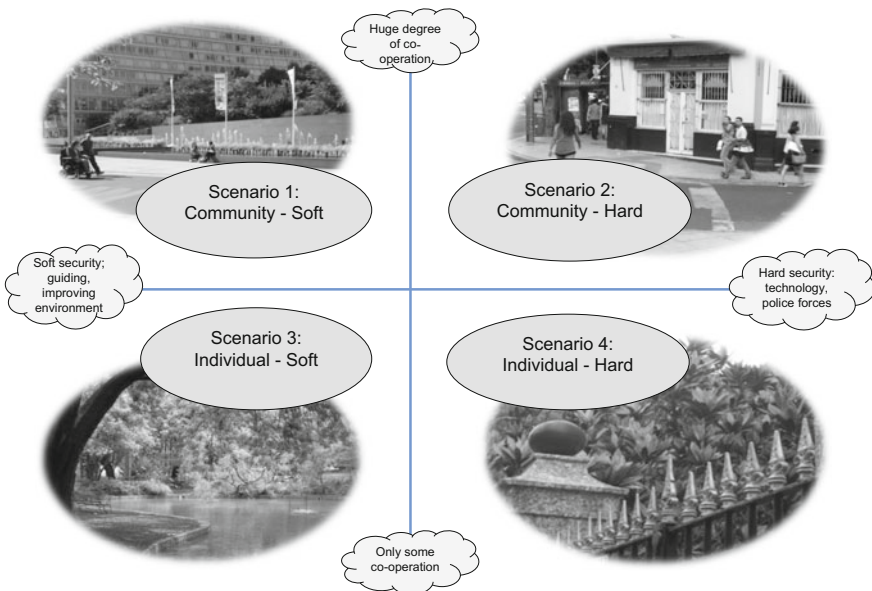 Huge degree
of co-
operation
Scenario 1:
Community - Soft
Scenario 2:
Community - Hard
Soft security;
guiding,
improving
environment
Hard security:
technology,
police forces
Scenario 3:
Individual - Soft
Scenario 4:
Individual - Hard
Only some
co-operation